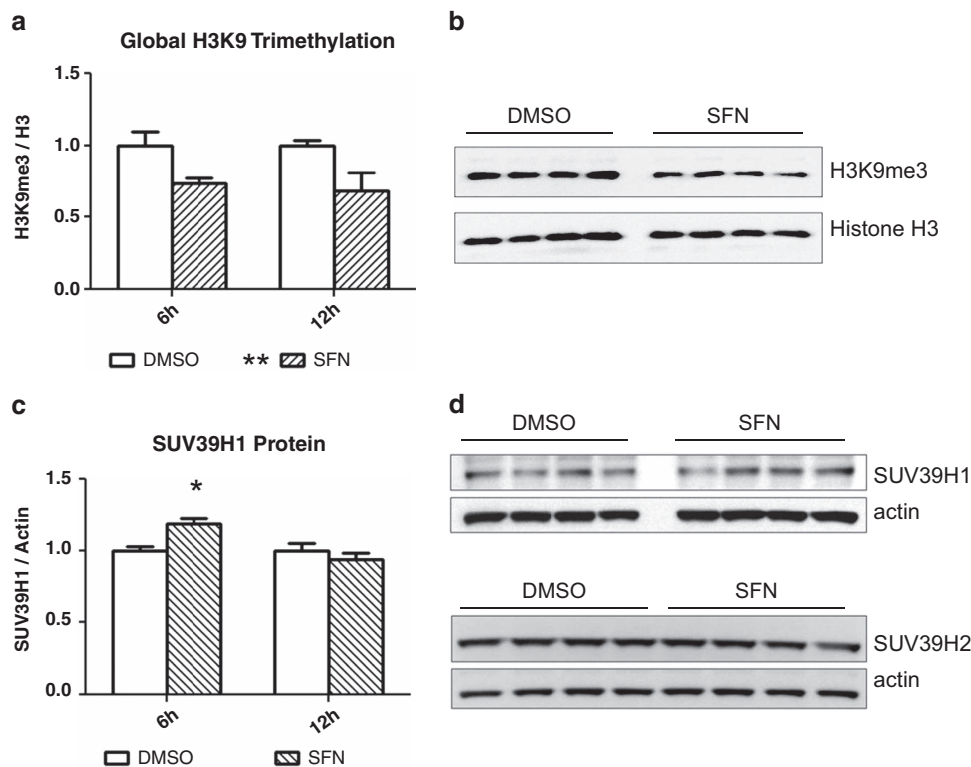 a
Global H3K9 Trimethylation
H3K9me3 / H3
1.5
1.0
0.5
0.0
6h
12h
DMSO
** SFN
b
DMSO
SFN
H3K9me3
Histone H3
c
SUV39H1 Protein
SUV39H1 / Actin
1.5
*
1.0
0.5
0.0
6h
12h
DMSO
SFN
d
DMSO
SFN
SUV39H1
actin
DMSO
SFN
SUV39H2
actin